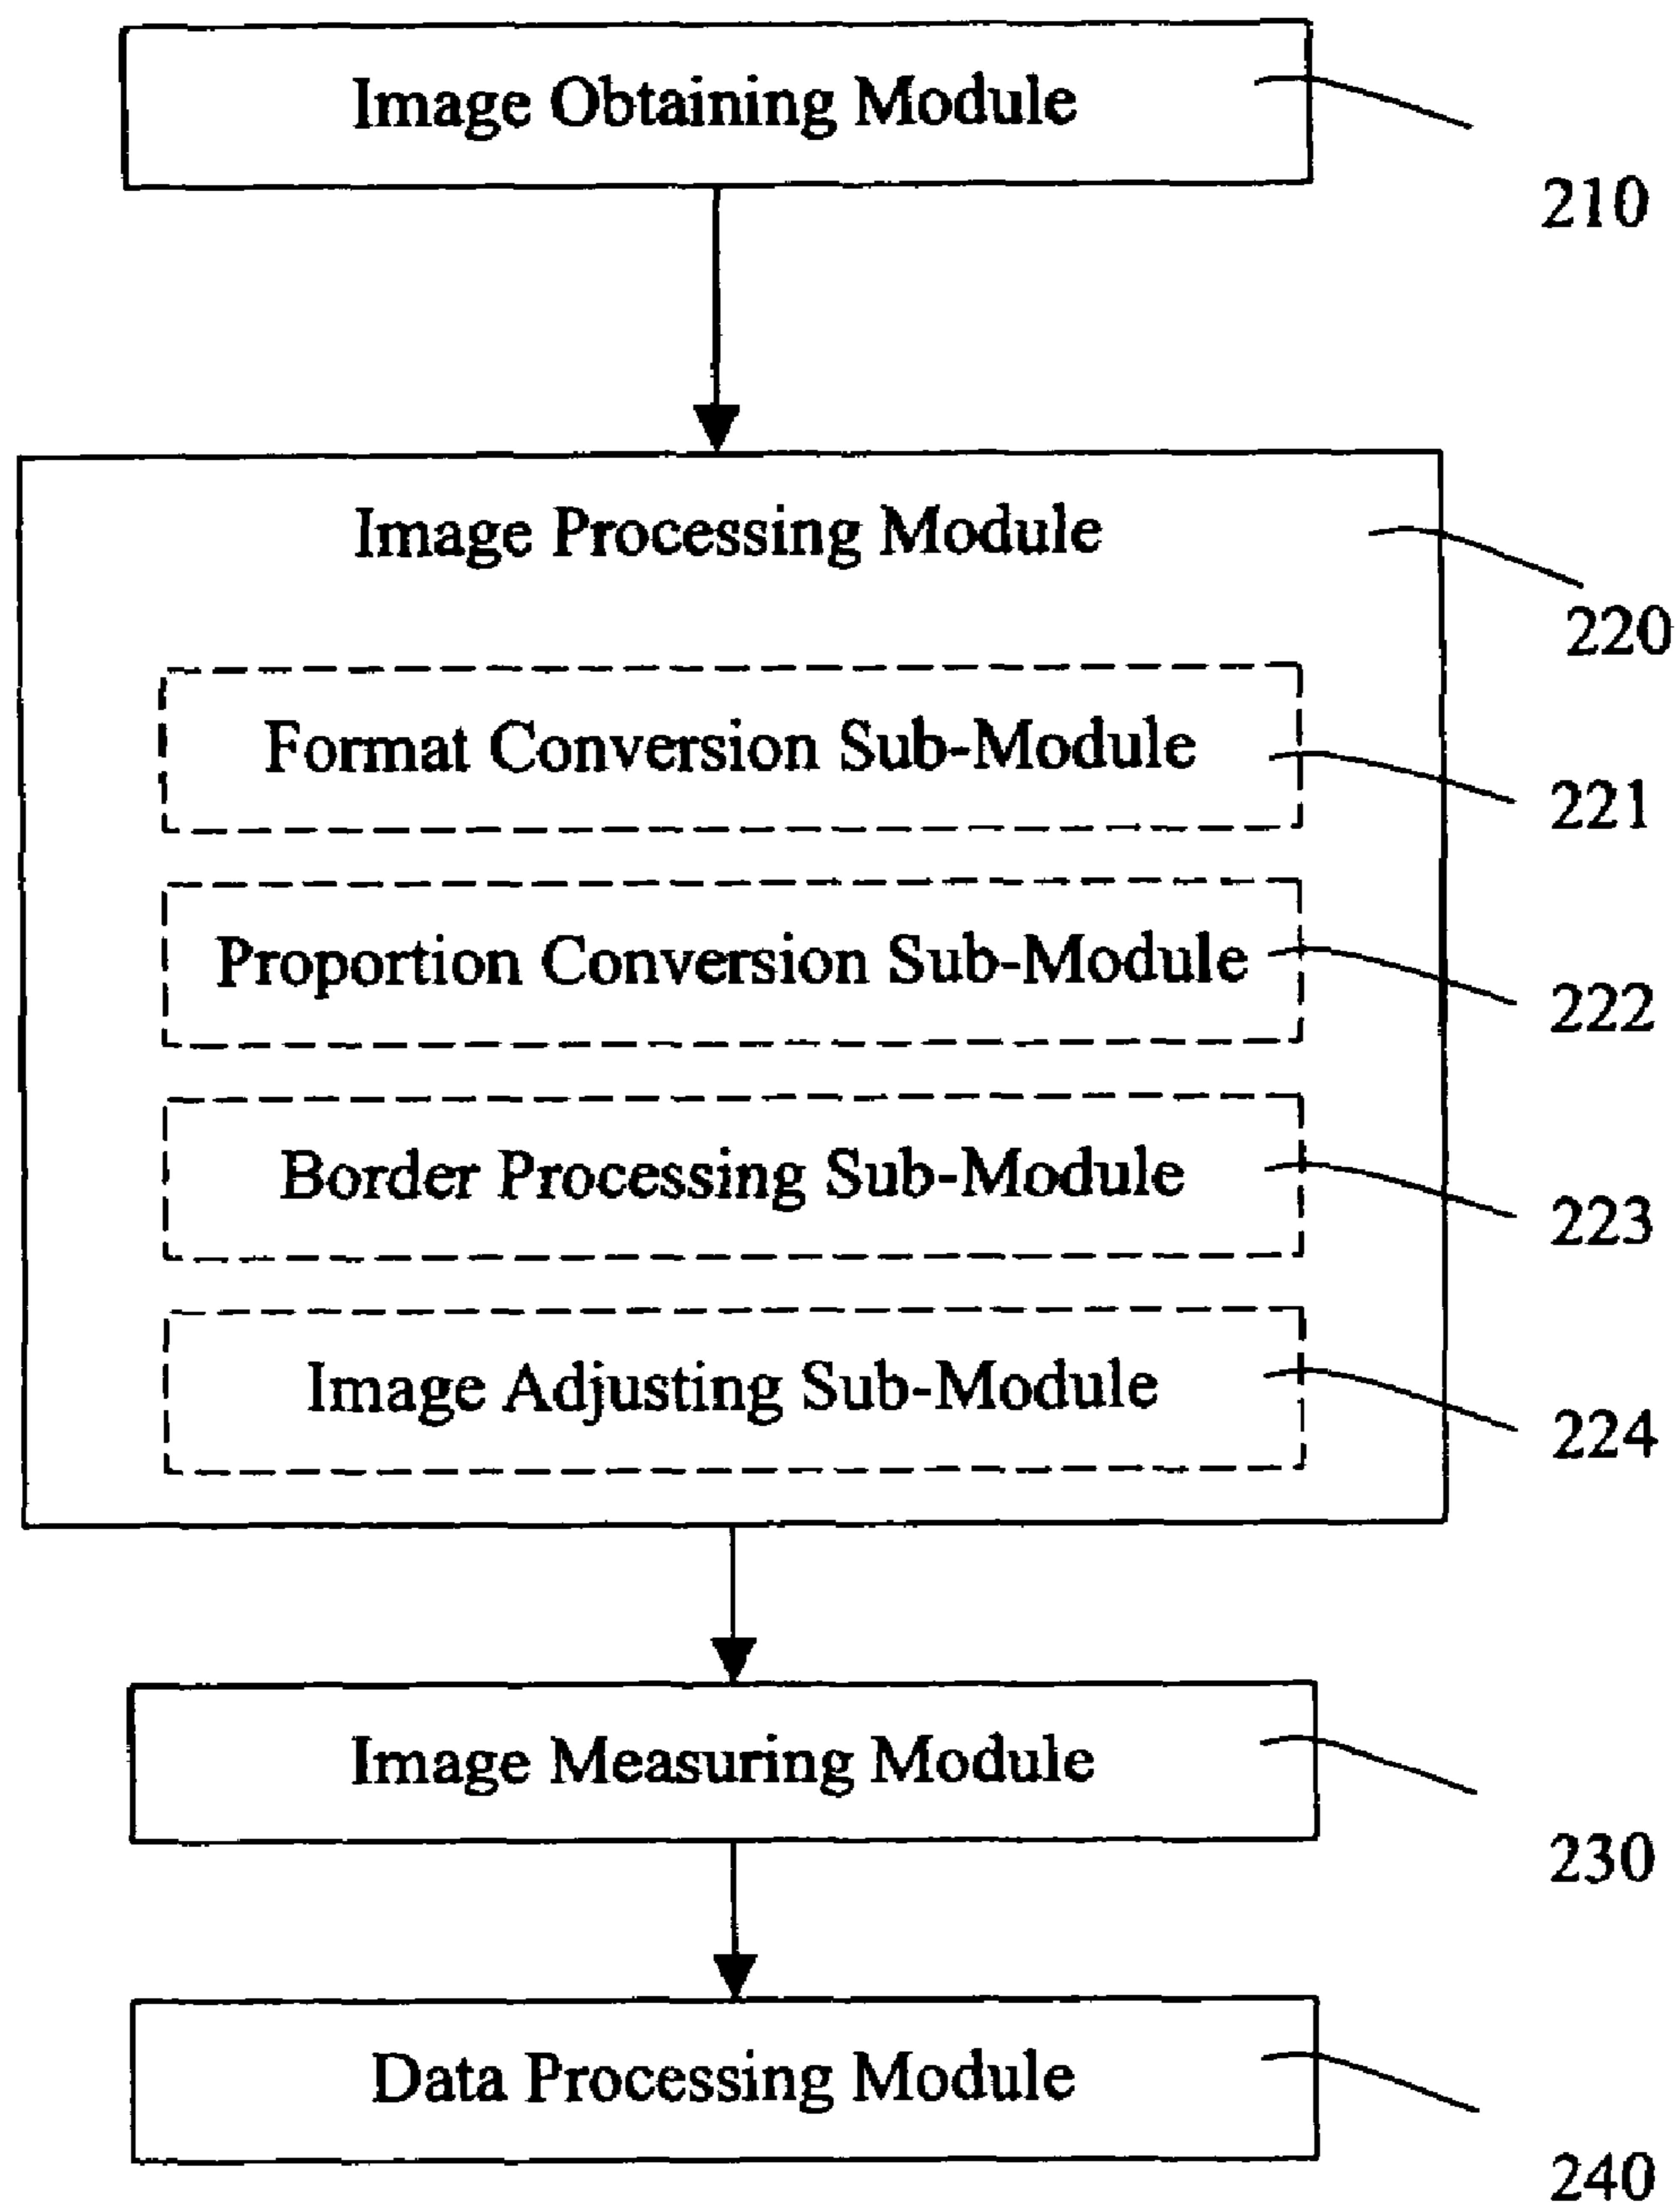 Image Obtaining Module
210
Image Processing Module
220
Format Conversion Sub-Module
221
Proportion Conversion Sub-Module
222
Border Processing Sub-Module
223
Image Adjusting Sub-Module
224
Image Measuring Module
230
Data Processing Module
240